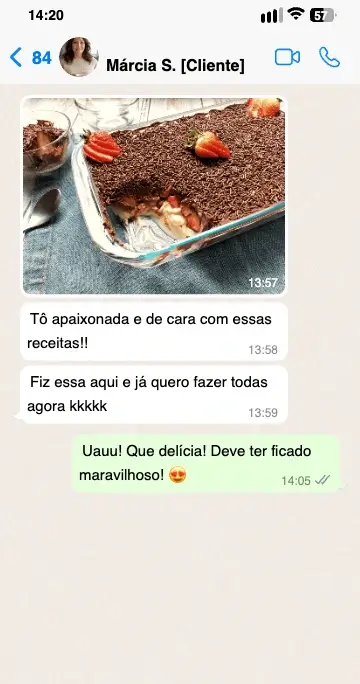 14:20
57
84
Márcia S. [Cliente]
13:57
Tô apaixonada e de cara com essas
receitas!!
13:58
Fiz essa aqui e já quero fazer todas
agora kkkkk
13:59
Uauu! Que delícia! Deve ter ficado
maravilhoso! 😍
14:05